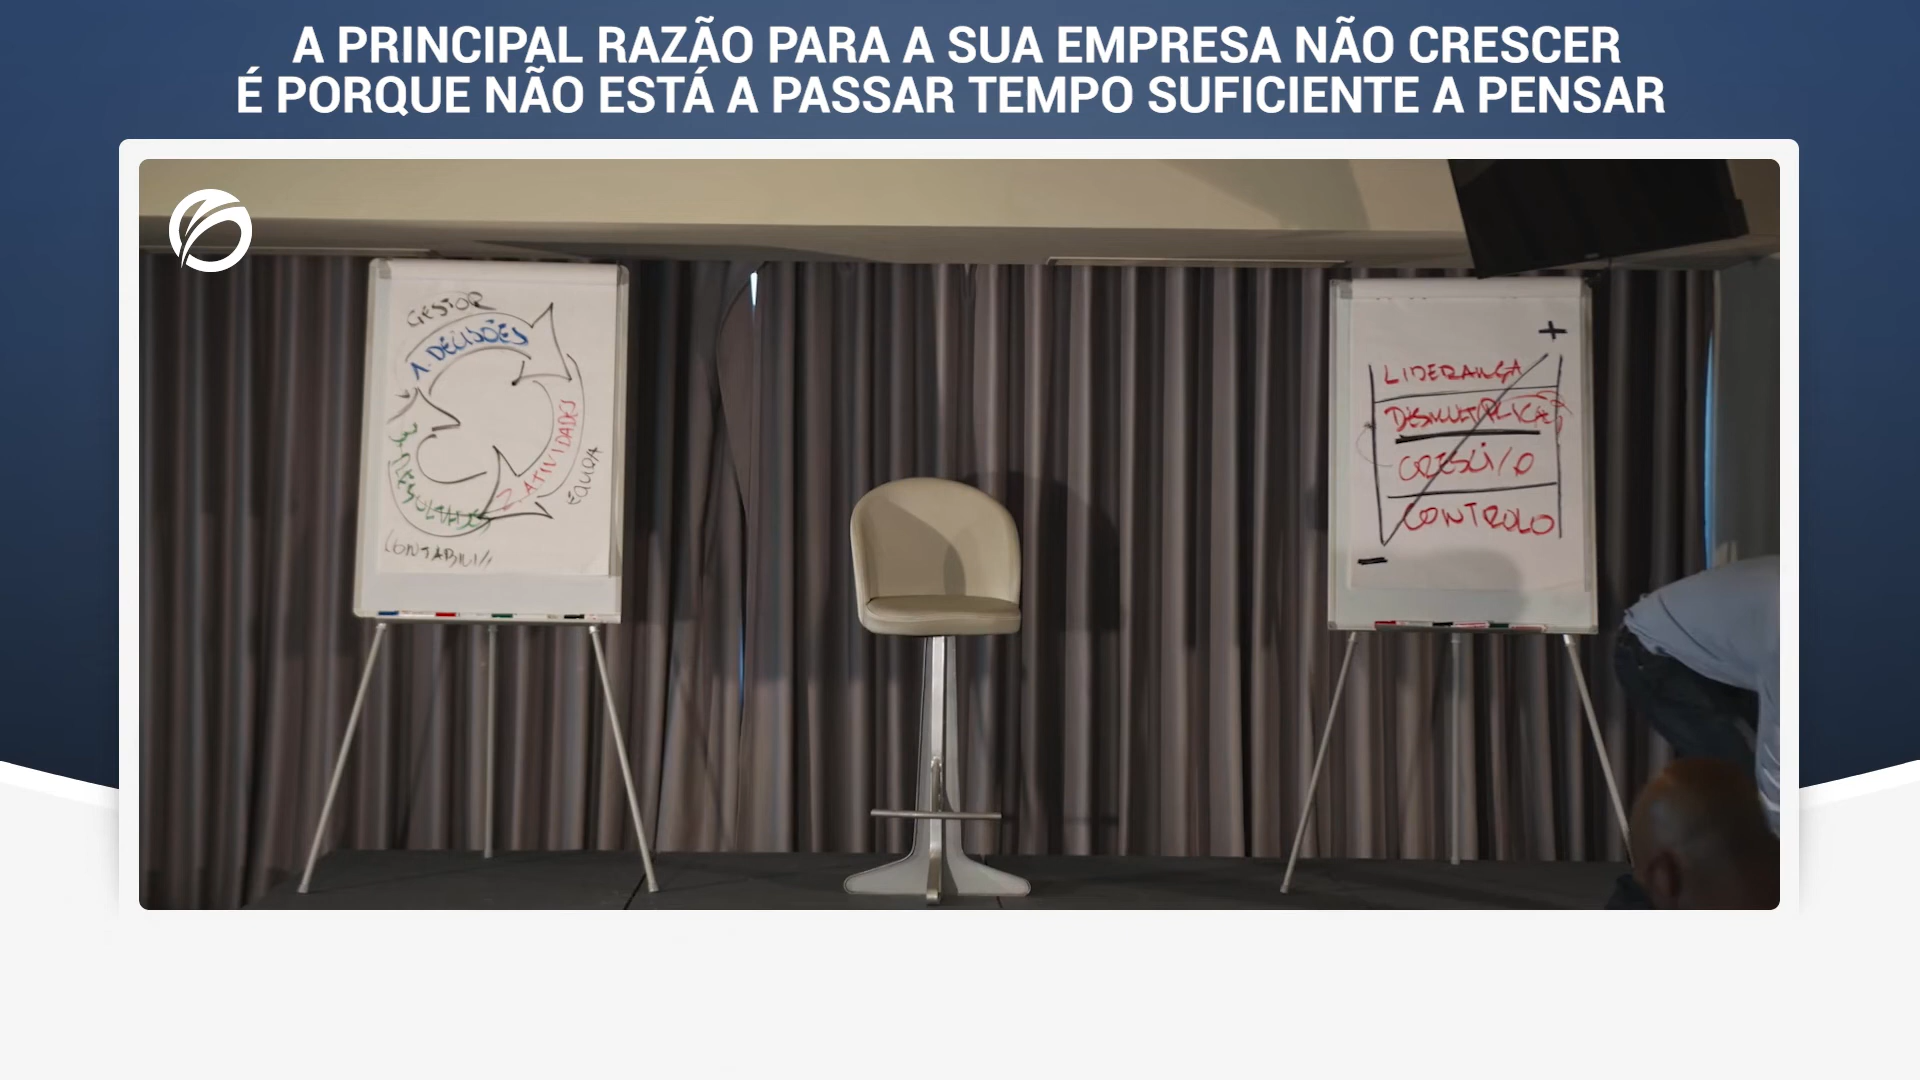 A PRINCIPAL RAZÃO PARA A SUA EMPRESA NÃO CRESCER
É PORQUE NÃO ESTÁ A PASSAR TEMPO SUFICIENTE A PENSAR
GESTOR
1. DECISÕES
2. ATIVIDADES
EQUIPA
3. RESULTADOS
CONTABILI//
+
LIDERANÇA
CRESCI/O
CONTROLO
-